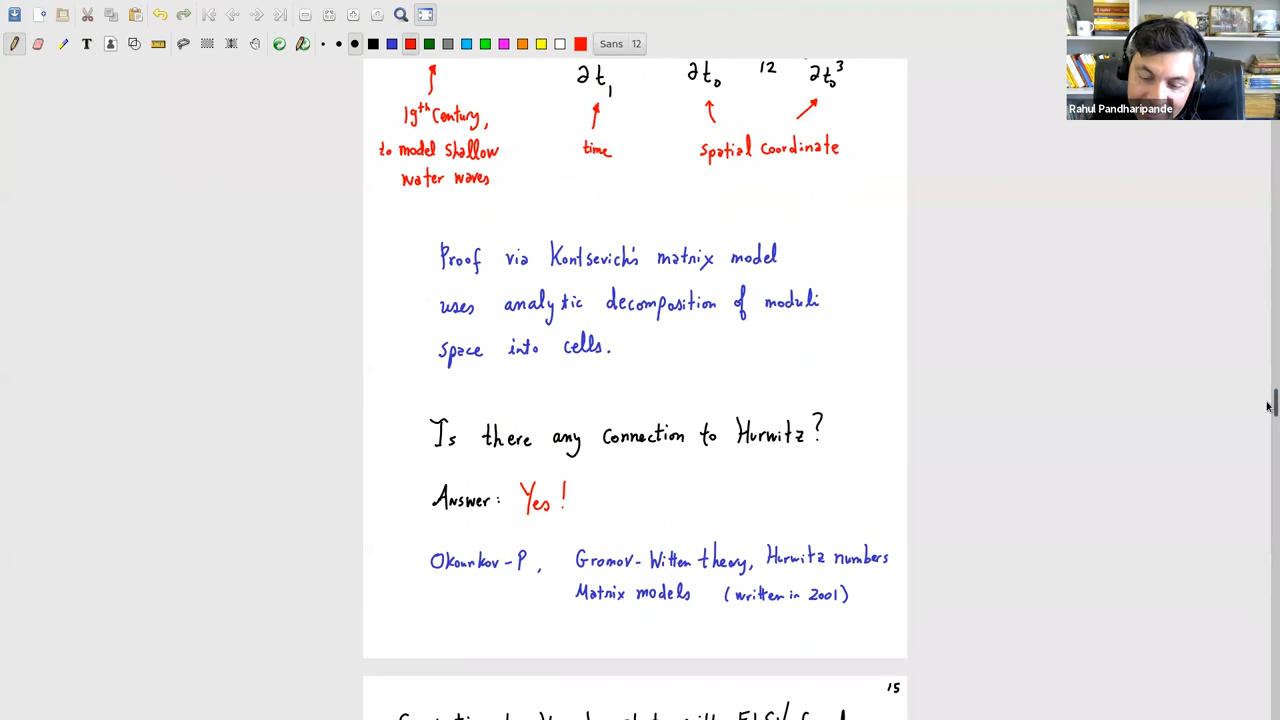 Sans 12
Rahul Pandharipande
∂t₁ ∂t₀ 12 ∂t₀³
19th Century,
to model shallow
water waves
time
spatial coordinate
Proof via Kontsevich's matrix model
uses analytic decomposition of moduli
space into cells.
Is there any connection to Hurwitz?
Answer: Yes!
Okounkov-P, Gromov-Witten theory, Hurwitz numbers
Matrix models (written in 2001)
15